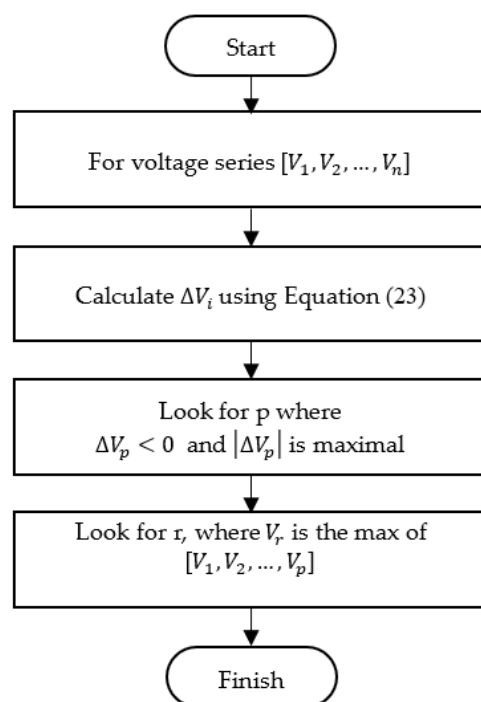 Start
For voltage series [V₁, V₂, …, Vₙ]
Calculate ΔVᵢ using Equation (23)
Look for p where
ΔVₚ < 0 and |ΔVₚ| is maximal
Look for r, where Vᵣ is the max of
[V₁, V₂, …, Vₚ]
Finish